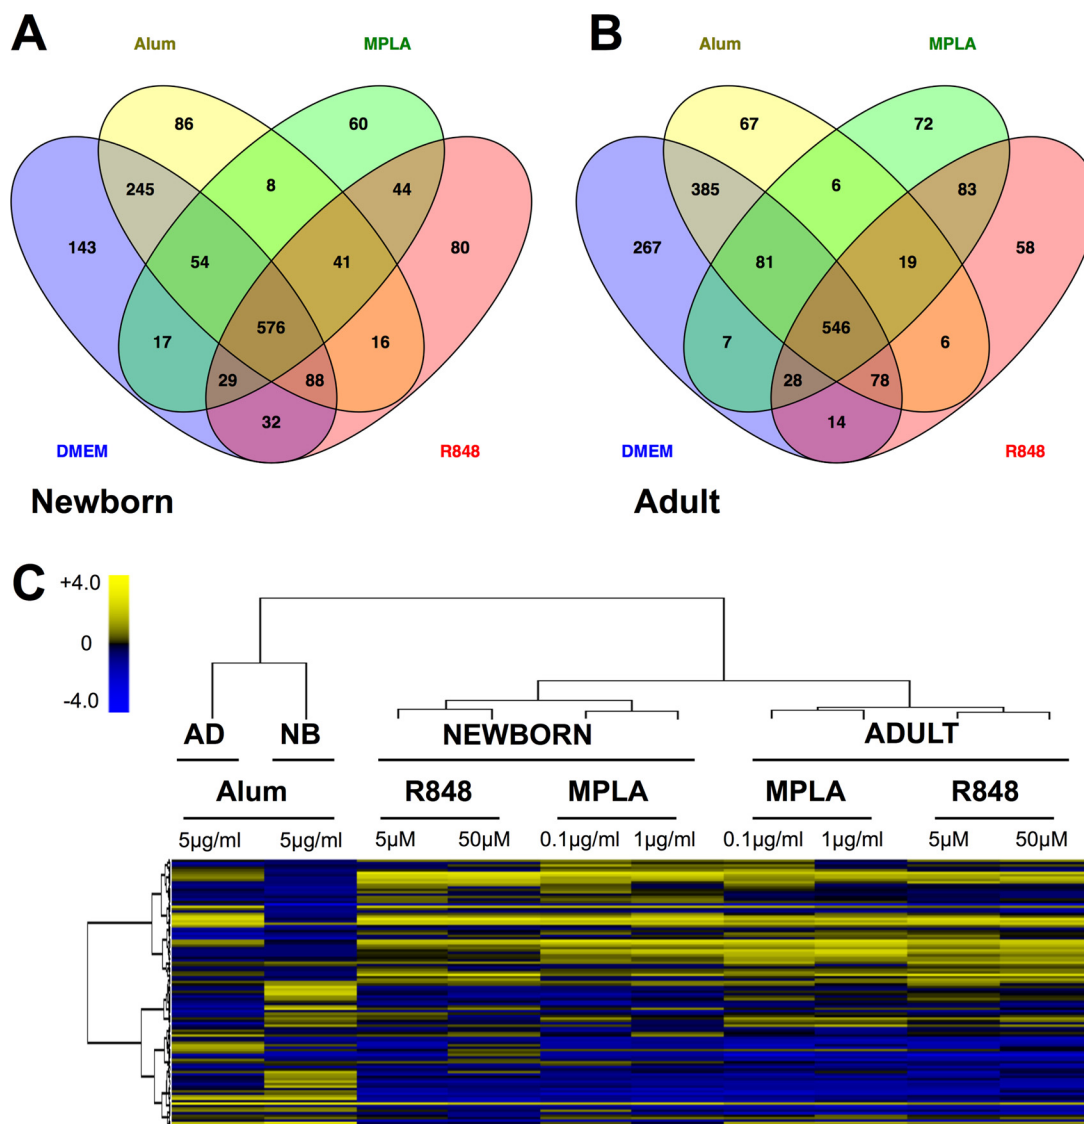 A
Alum
MPLA
B
Alum
MPLA
86
60
67
72
245
8
44
385
6
83
143
54
41
80
267
81
19
58
576
546
17
16
7
6
29
88
28
78
32
14
DMEM
R848
DMEM
R848
Newborn
Adult
C
+4.0
0
-4.0
AD
NB
NEWBORN
ADULT
Alum
R848
MPLA
MPLA
R848
5µg/ml
5µg/ml
5µM
50µM
0.1µg/ml
1µg/ml
0.1µg/ml
1µg/ml
5µM
50µM